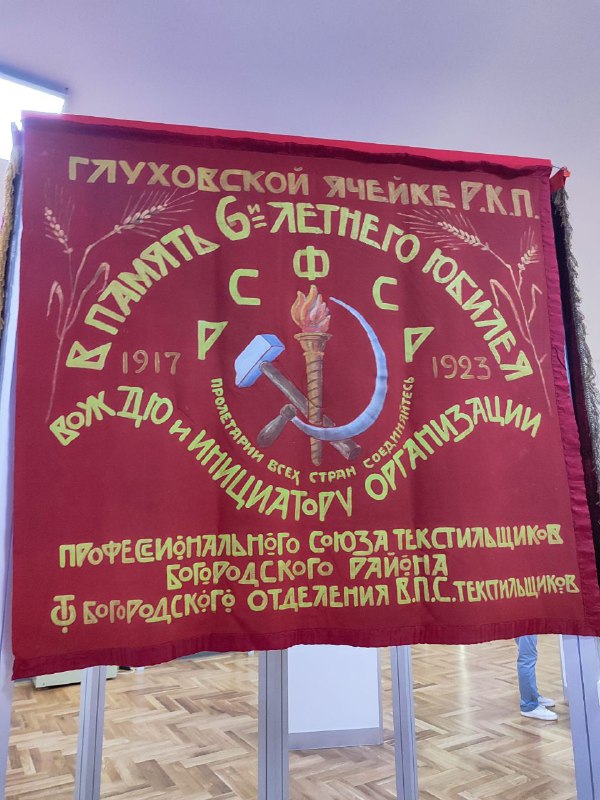 ГЛУХОВСКОЙ ЯЧЕЙКЕ Р.К.П.
В ПАМЯТЬ 6И=ЛЕТНЕГО ЮБИЛЕЯ
Р С Ф С Р
1917 1923
ПРОЛЕТАРИИ ВСЕХ СТРАН СОЕДИНЯЙТЕСЬ
ВОЖДЮ и ИНИЦИАТОРУ ОРГАНИЗАЦИИ
ПРОФЕССИОНАЛЬНОГО СОЮЗА ТЕКСТИЛЬЩИКОВ
БОГОРОДСКОГО РАЙОНА
ОТ БОГОРОДСКОГО ОТДЕЛЕНИЯ В.П.С. ТЕКСТИЛЬЩИКОВ